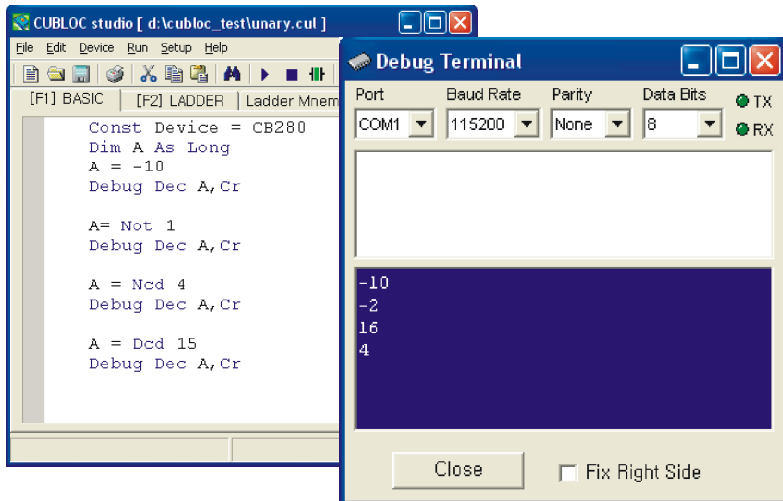 CUBLOC studio [ d:\cubloc_test\unary.cul ]
File Edit Device Run Setup Help
[F1] BASIC [F2] LADDER Ladder Mnem
Const Device = CB280
Dim A As Long
A = -10
Debug Dec A,Cr
A= Not 1
Debug Dec A,Cr
A = Ncd 4
Debug Dec A,Cr
A = Dcd 15
Debug Dec A,Cr
Debug Terminal
Port Baud Rate Parity Data Bits TX
COM1 115200 None 8 RX
-10
-2
16
4
Close Fix Right Side